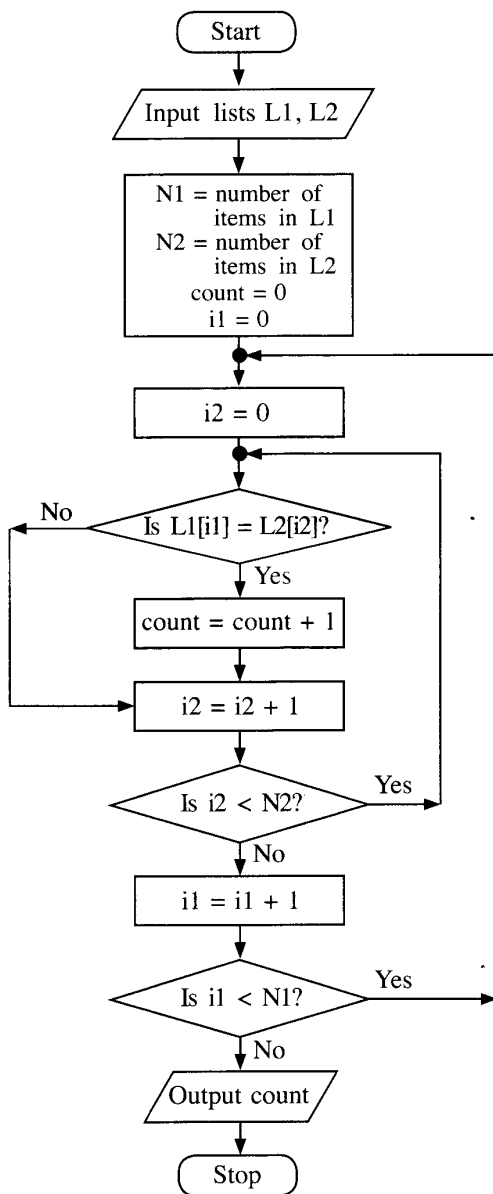 Start
Input lists L1, L2
N1 = number of
items in L1
N2 = number of
items in L2
count = 0
i1 = 0
i2 = 0
No
Is L1[i1] = L2[i2]?
Yes
count = count + 1
i2 = i2 + 1
Is i2 < N2?
Yes
No
i1 = i1 + 1
Is i1 < N1?
Yes
No
Output count
Stop